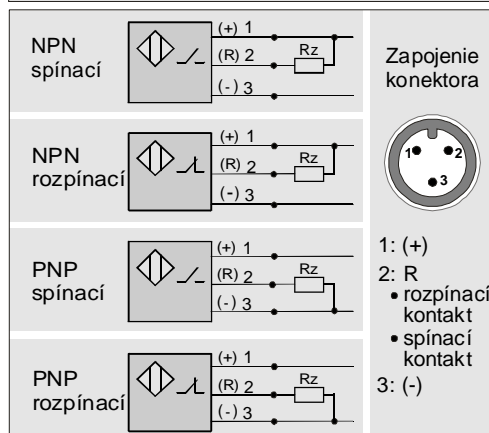 NPN
spínací
(+) 1
(R) 2
Rz
(-) 3
NPN
rozpínací
(+) 1
(R) 2
Rz
(-) 3
PNP
spínací
(+) 1
(R) 2
Rz
(-) 3
PNP
rozpínací
(+) 1
(R) 2
Rz
(-) 3
Zapojenie
konektora
1 2
3
1: (+)
2: R
• rozpínací
kontakt
• spínací
kontakt
3: (-)